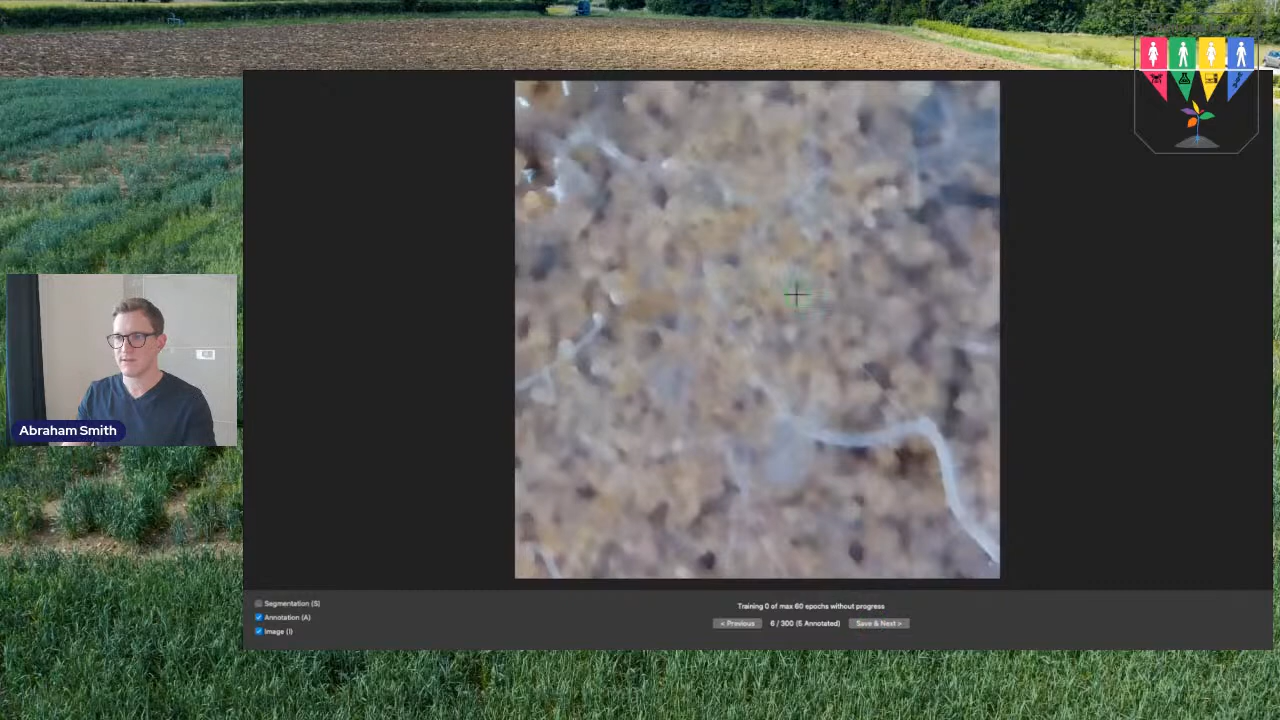 Abraham Smith
Segmentation (S)
Annotation (A)
Image (I)
Training 0 of max 60 epochs without progress
< Previous
6 / 300 (5 Annotated)
Save & Next >